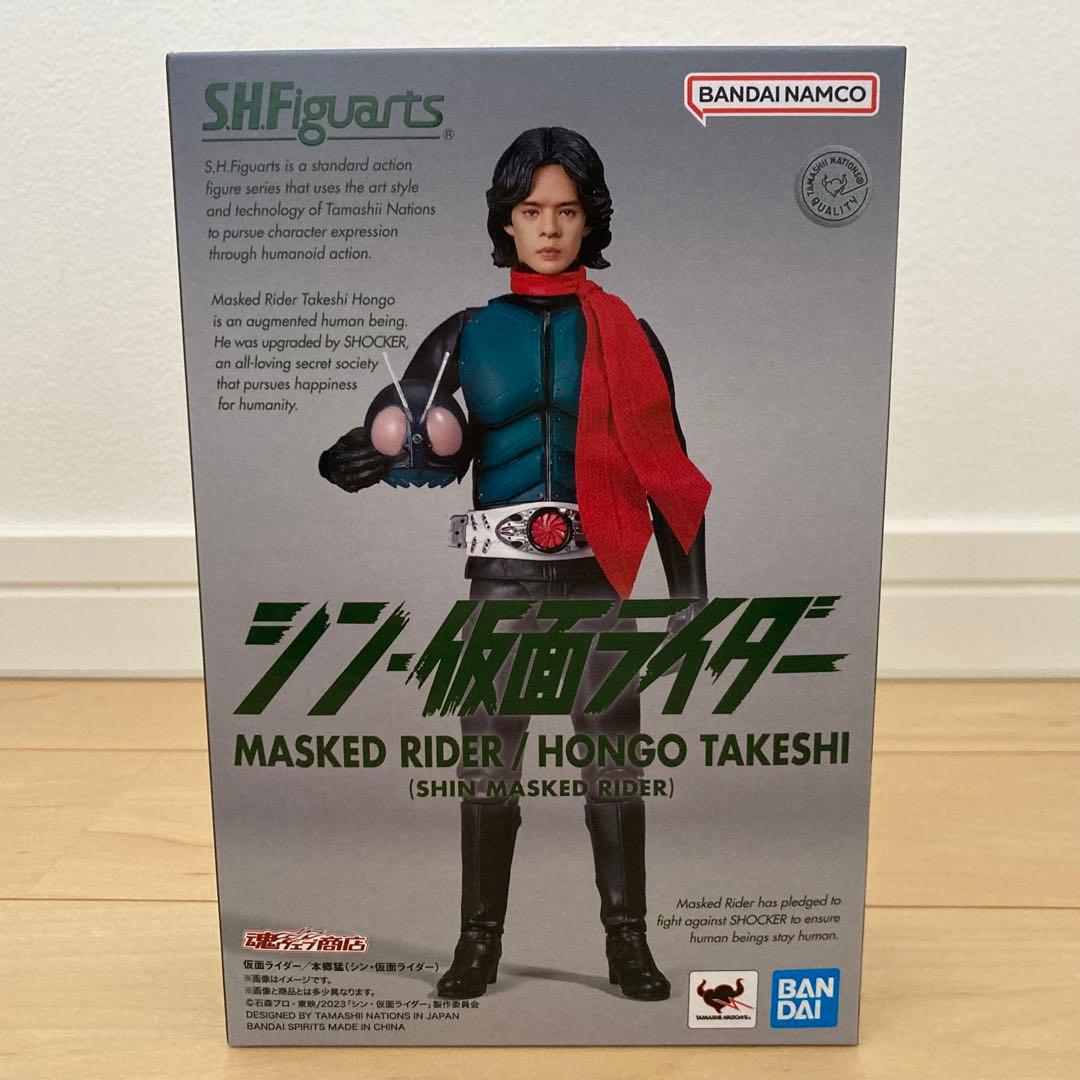 S.H.Figuarts®
BANDAI NAMCO
TAMASHII NATIONS®
QUALITY
S.H.Figuarts is a standard action
figure series that uses the art style
and technology of Tamashii Nations
to pursue character expression
through humanoid action.
Masked Rider Takeshi Hongo
is an augmented human being.
He was upgraded by SHOCKER,
an all-loving secret society
that pursues happiness
for humanity.
シン・仮面ライダー
MASKED RIDER / HONGO TAKESHI
(SHIN MASKED RIDER)
Masked Rider has pledged to
fight against SHOCKER to ensure
human beings stay human.
魂ウェブ商店
仮面ライダー/本郷猛(シン・仮面ライダー)
※画像はイメージです。
※画像と商品とは多少異なります。
©石森プロ・東映/2023「シン・仮面ライダー」製作委員会
DESIGNED BY TAMASHII NATIONS IN JAPAN
BANDAI SPIRITS MADE IN CHINA
TAMASHII NATIONS®
BAN
DAI